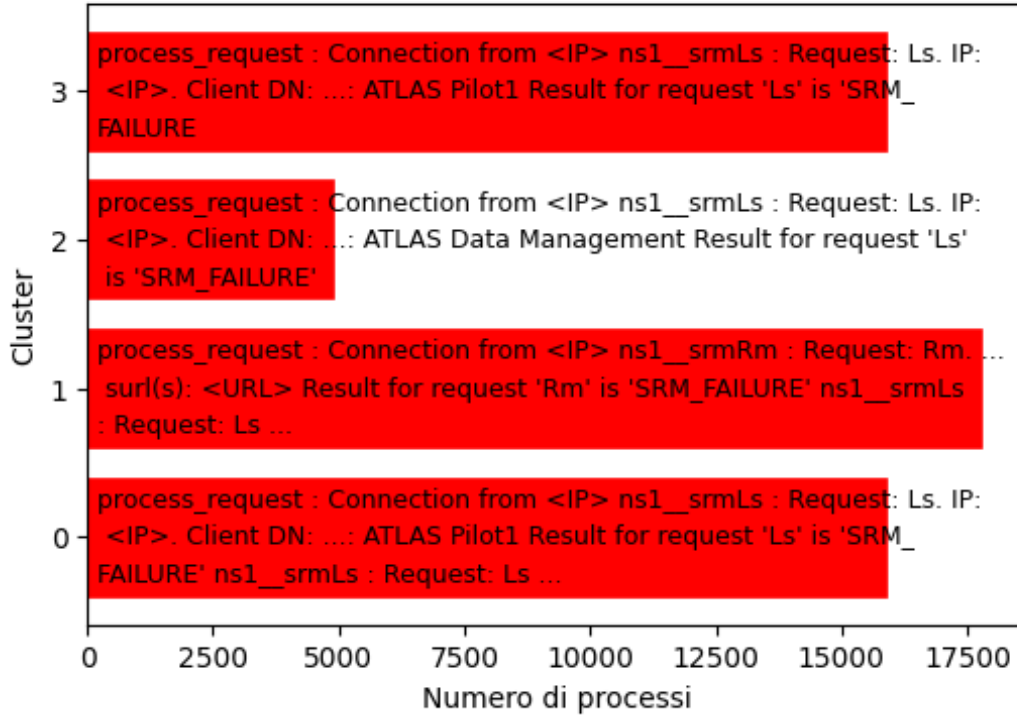 process_request : Connection from <IP> ns1__srmLs : Request: Ls. IP:
3
<IP>. Client DN: ...: ATLAS Pilot1 Result for request 'Ls' is 'SRM_
FAILURE
process_request : Connection from <IP> ns1__srmLs : Request: Ls. IP:
2
<IP>. Client DN: ...: ATLAS Data Management Result for request 'Ls'
is 'SRM_FAILURE'
Cluster
process_request : Connection from <IP> ns1__srmRm : Request: Rm. ...
1
surl(s): <URL> Result for request 'Rm' is 'SRM_FAILURE' ns1__srmLs
: Request: Ls ...
process_request : Connection from <IP> ns1__srmLs : Request: Ls. IP:
0
<IP>. Client DN: ...: ATLAS Pilot1 Result for request 'Ls' is 'SRM_
FAILURE' ns1__srmLs : Request: Ls ...
0 2500 5000 7500 10000 12500 15000 17500
Numero di processi